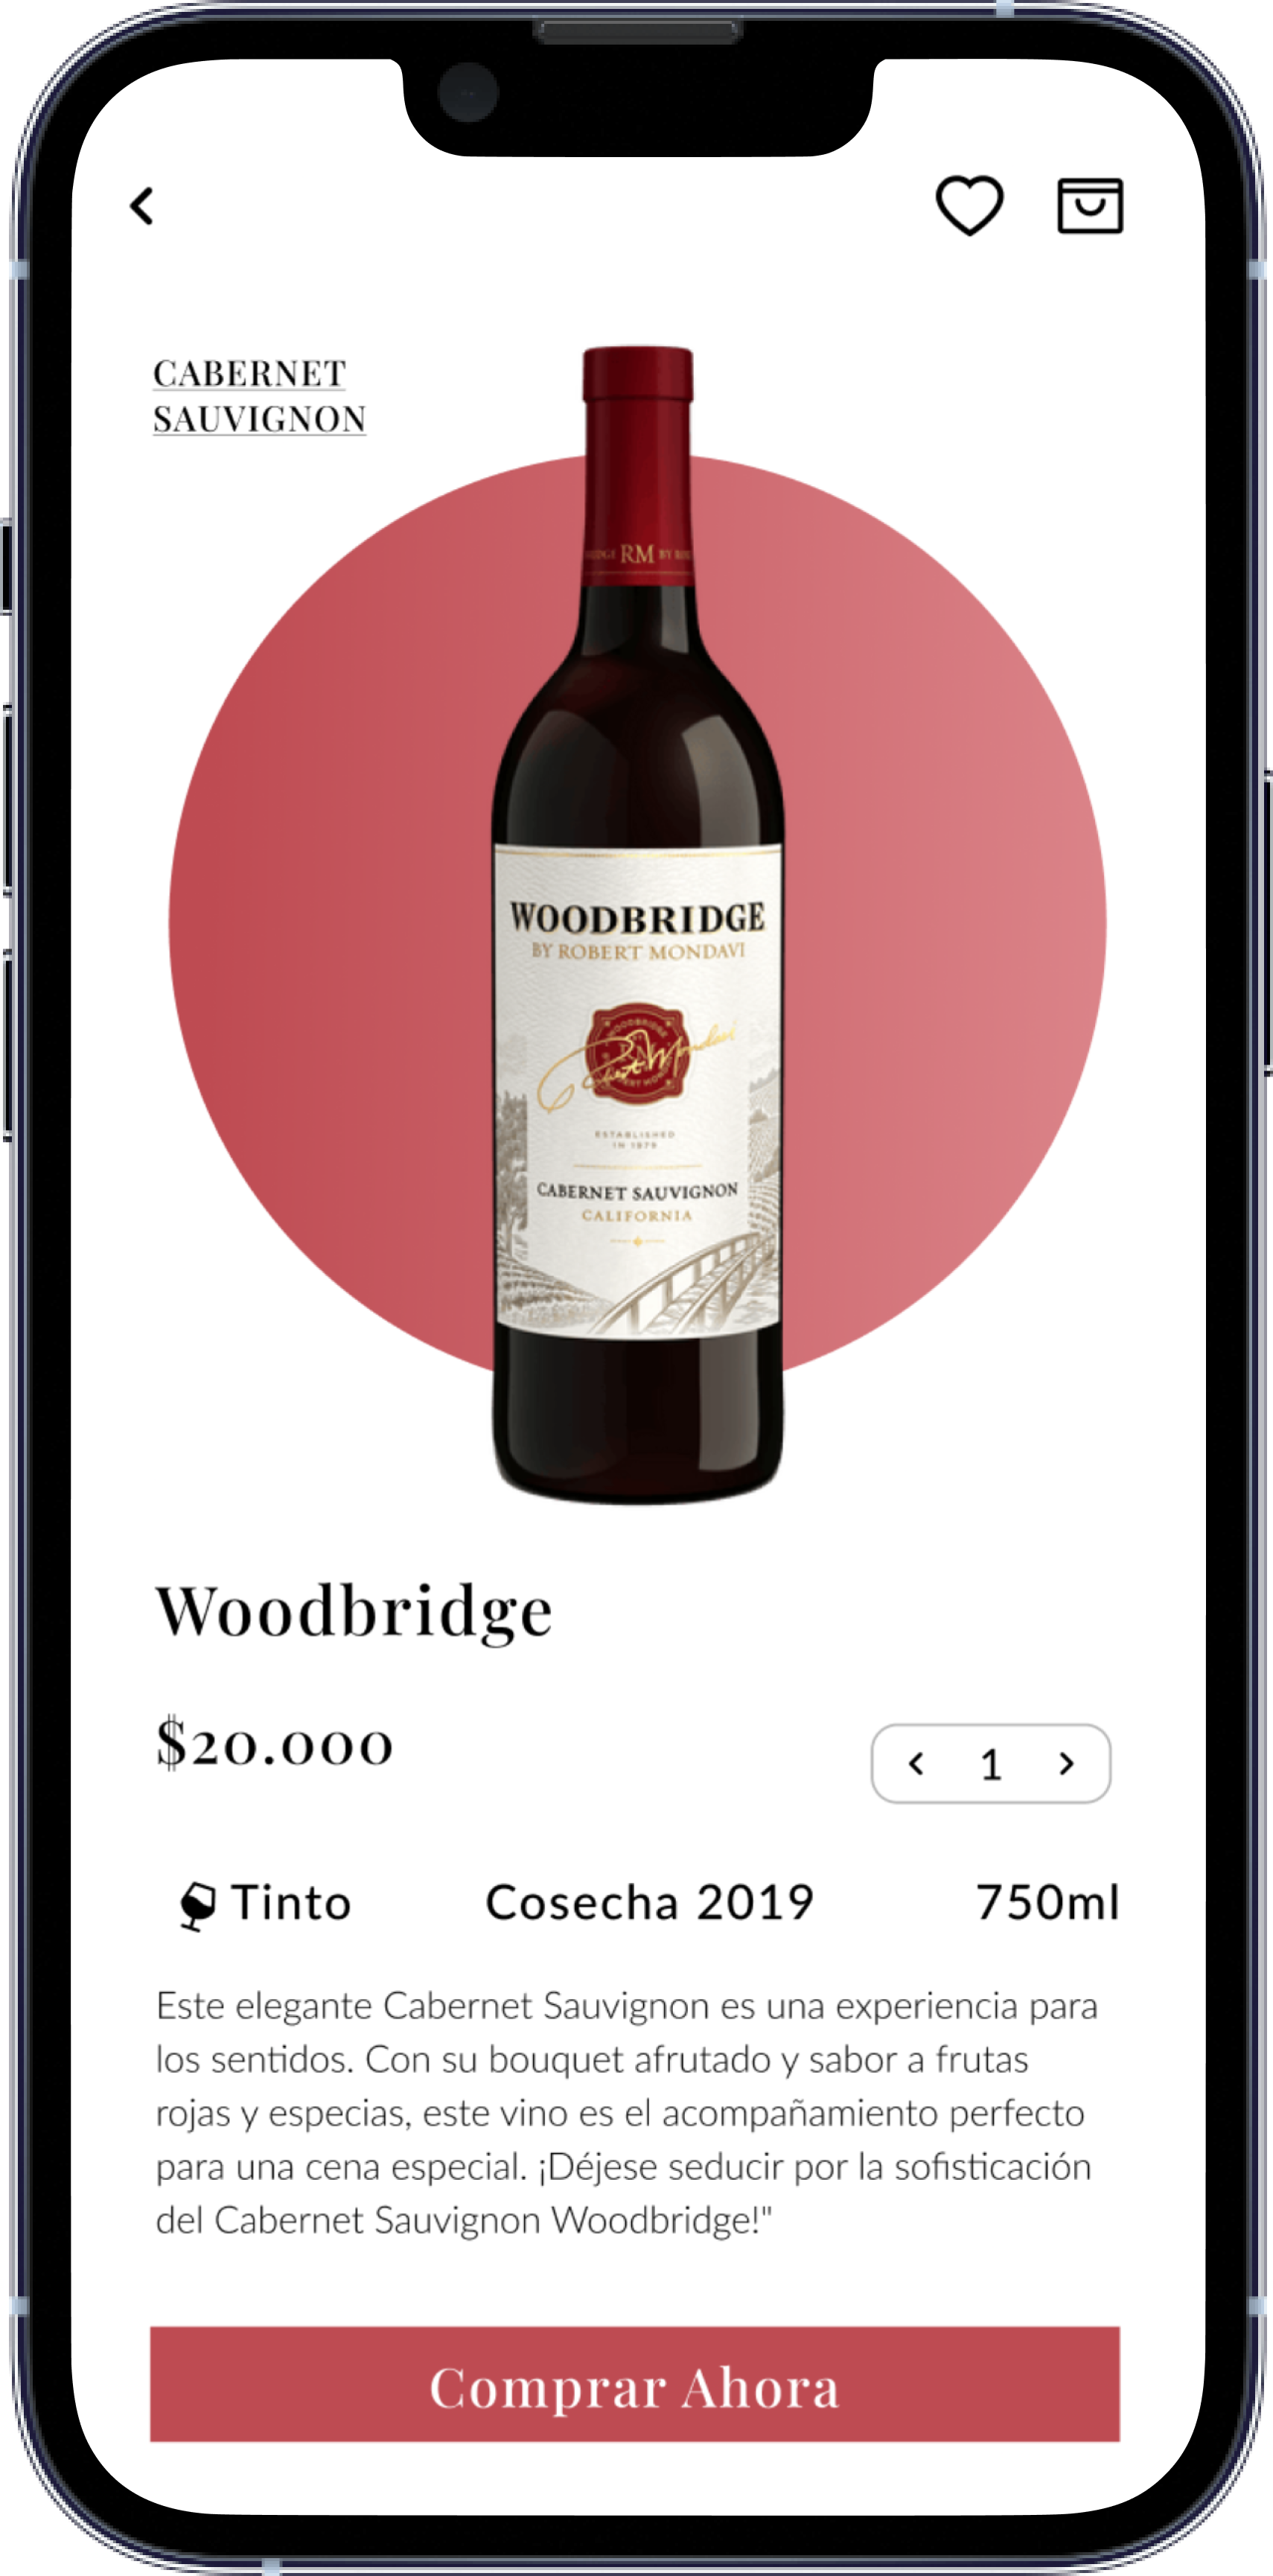 CABERNET
SAUVIGNON
RM
WOODBRIDGE
BY ROBERT MONDAVI
WOODBRIDGE
Robert Mondavi
ESTABLISHED
IN 1979
CABERNET SAUVIGNON
CALIFORNIA
Woodbridge
$20.000
1
Tinto
Cosecha 2019
750ml
Este elegante Cabernet Sauvignon es una experiencia para
los sentidos. Con su bouquet afrutado y sabor a frutas
rojas y especias, este vino es el acompañamiento perfecto
para una cena especial. ¡Déjese seducir por la sofisticación
del Cabernet Sauvignon Woodbridge!"
Comprar Ahora